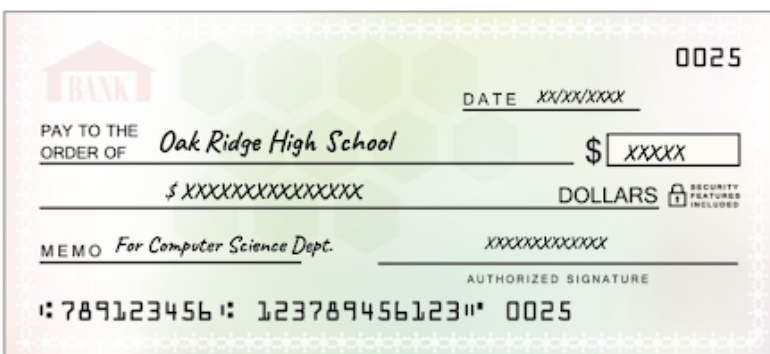 0025
BANK
DATE XX/XX/XXXX
PAY TO THE
ORDER OF Oak Ridge High School $ XXXXX
$ XXXXXXXXXXXXXXX DOLLARS SECURITY FEATURES INCLUDED
MEMO For Computer Science Dept. XXXXXXXXXXXX
AUTHORIZED SIGNATURE
⑆789123456⑆ 123789456123⑈ 0025